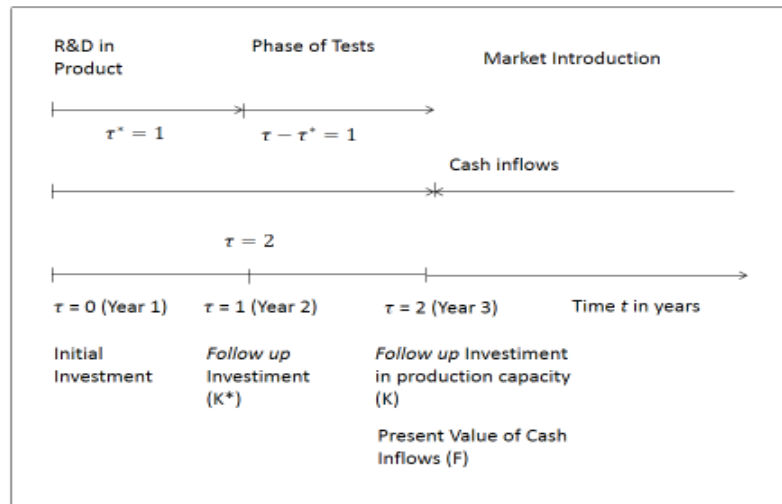 R&D in
Product
Phase of Tests
Market Introduction
τ* = 1
τ − τ* = 1
Cash inflows
τ = 2
τ = 0 (Year 1)
τ = 1 (Year 2)
τ = 2 (Year 3)
Time t in years
Initial
Investment
Follow up
Investiment
(K*)
Follow up Investiment
in production capacity
(K)
Present Value of Cash
Inflows (F)